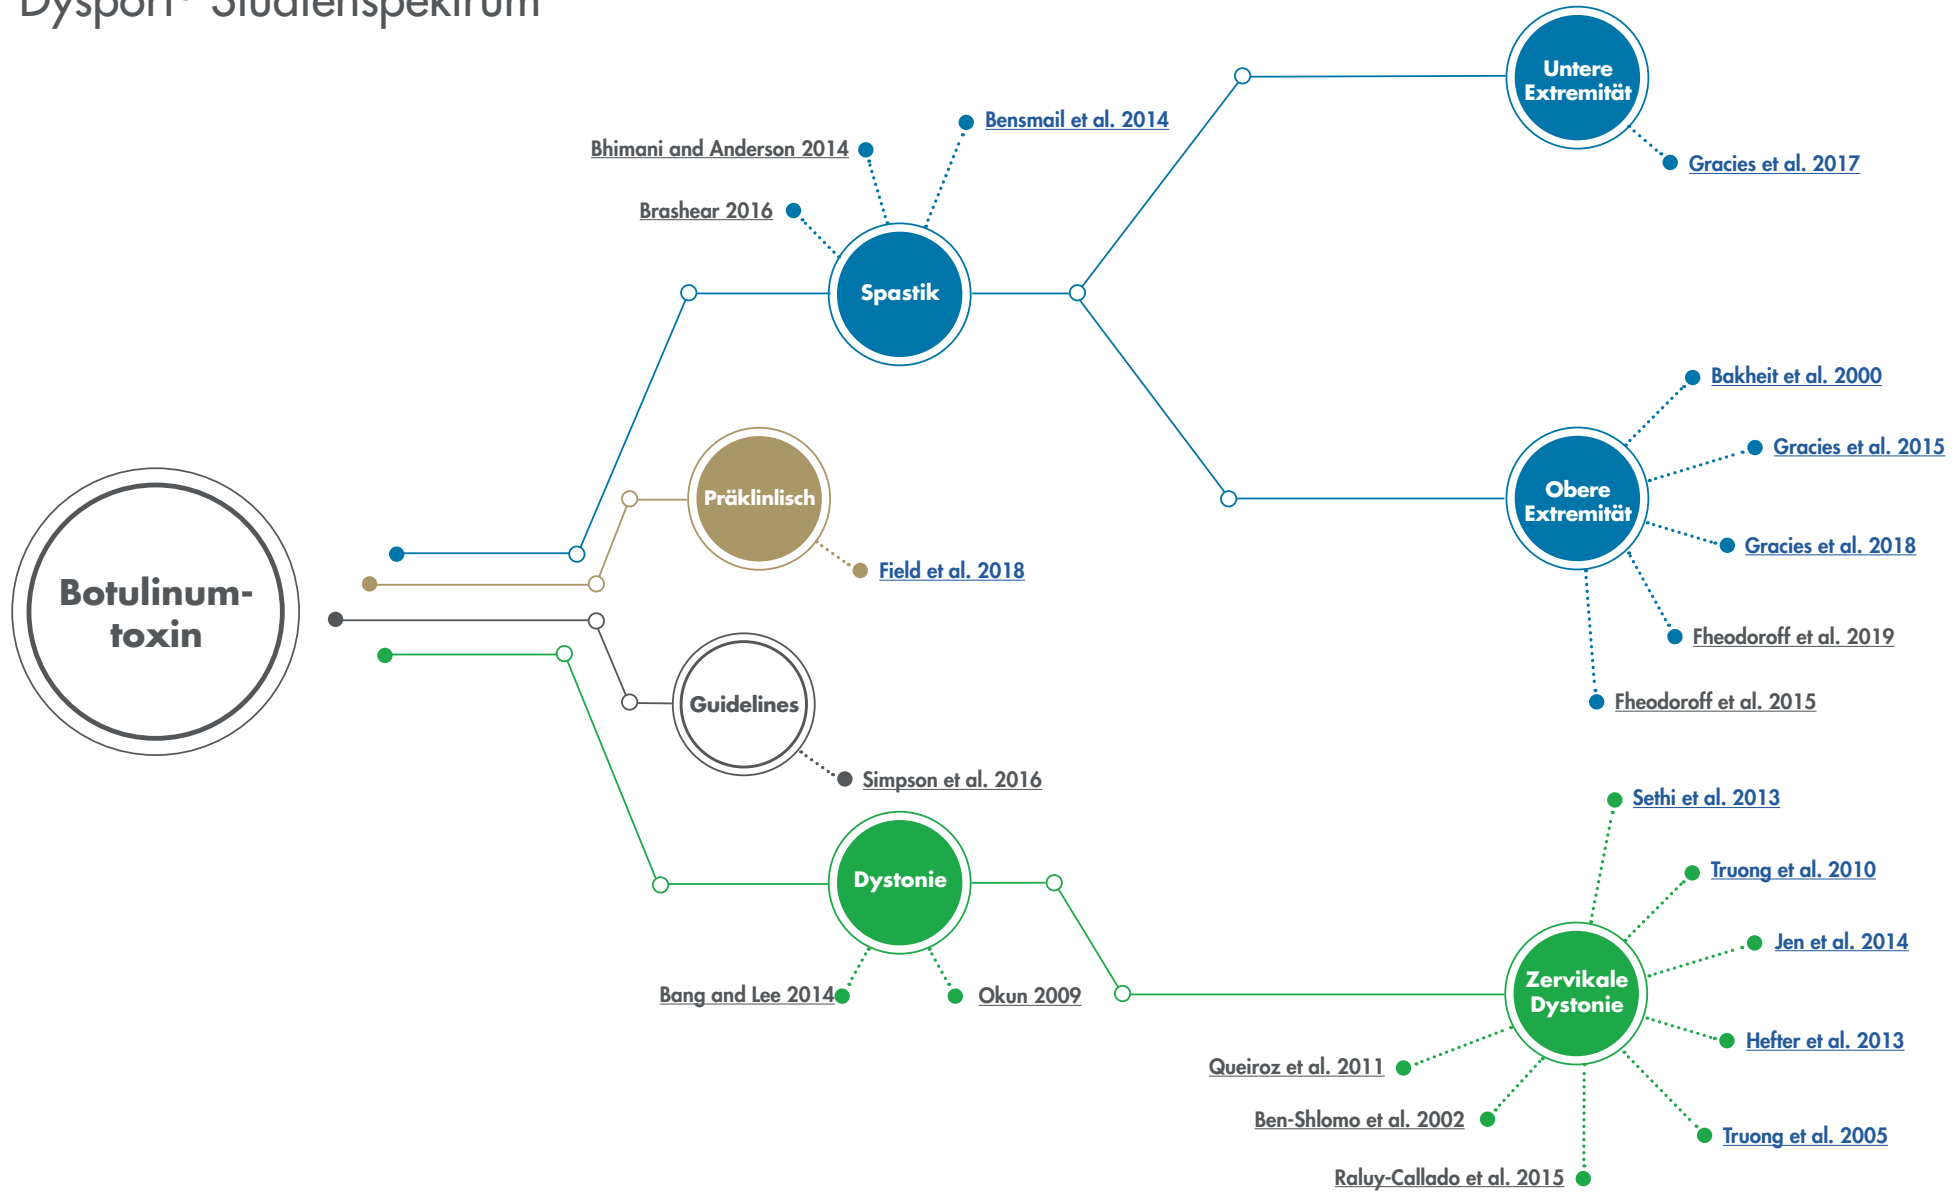 Dysport® Studienspektrum
Untere
Extremität
Bensmail et al. 2014
Bhimani and Anderson 2014
Gracies et al. 2017
Brashear 2016
Spastik
Bakheit et al. 2000
Gracies et al. 2015
Präklinlisch
Obere
Extremität
Gracies et al. 2018
Field et al. 2018
Botulinum-
toxin
Fheodoroff et al. 2019
Guidelines
Fheodoroff et al. 2015
Simpson et al. 2016
Sethi et al. 2013
Dystonie
Truong et al. 2010
Jen et al. 2014
Zervikale
Dystonie
Bang and Lee 2014
Okun 2009
Hefter et al. 2013
Queiroz et al. 2011
Ben-Shlomo et al. 2002
Truong et al. 2005
Raluy-Callado et al. 2015